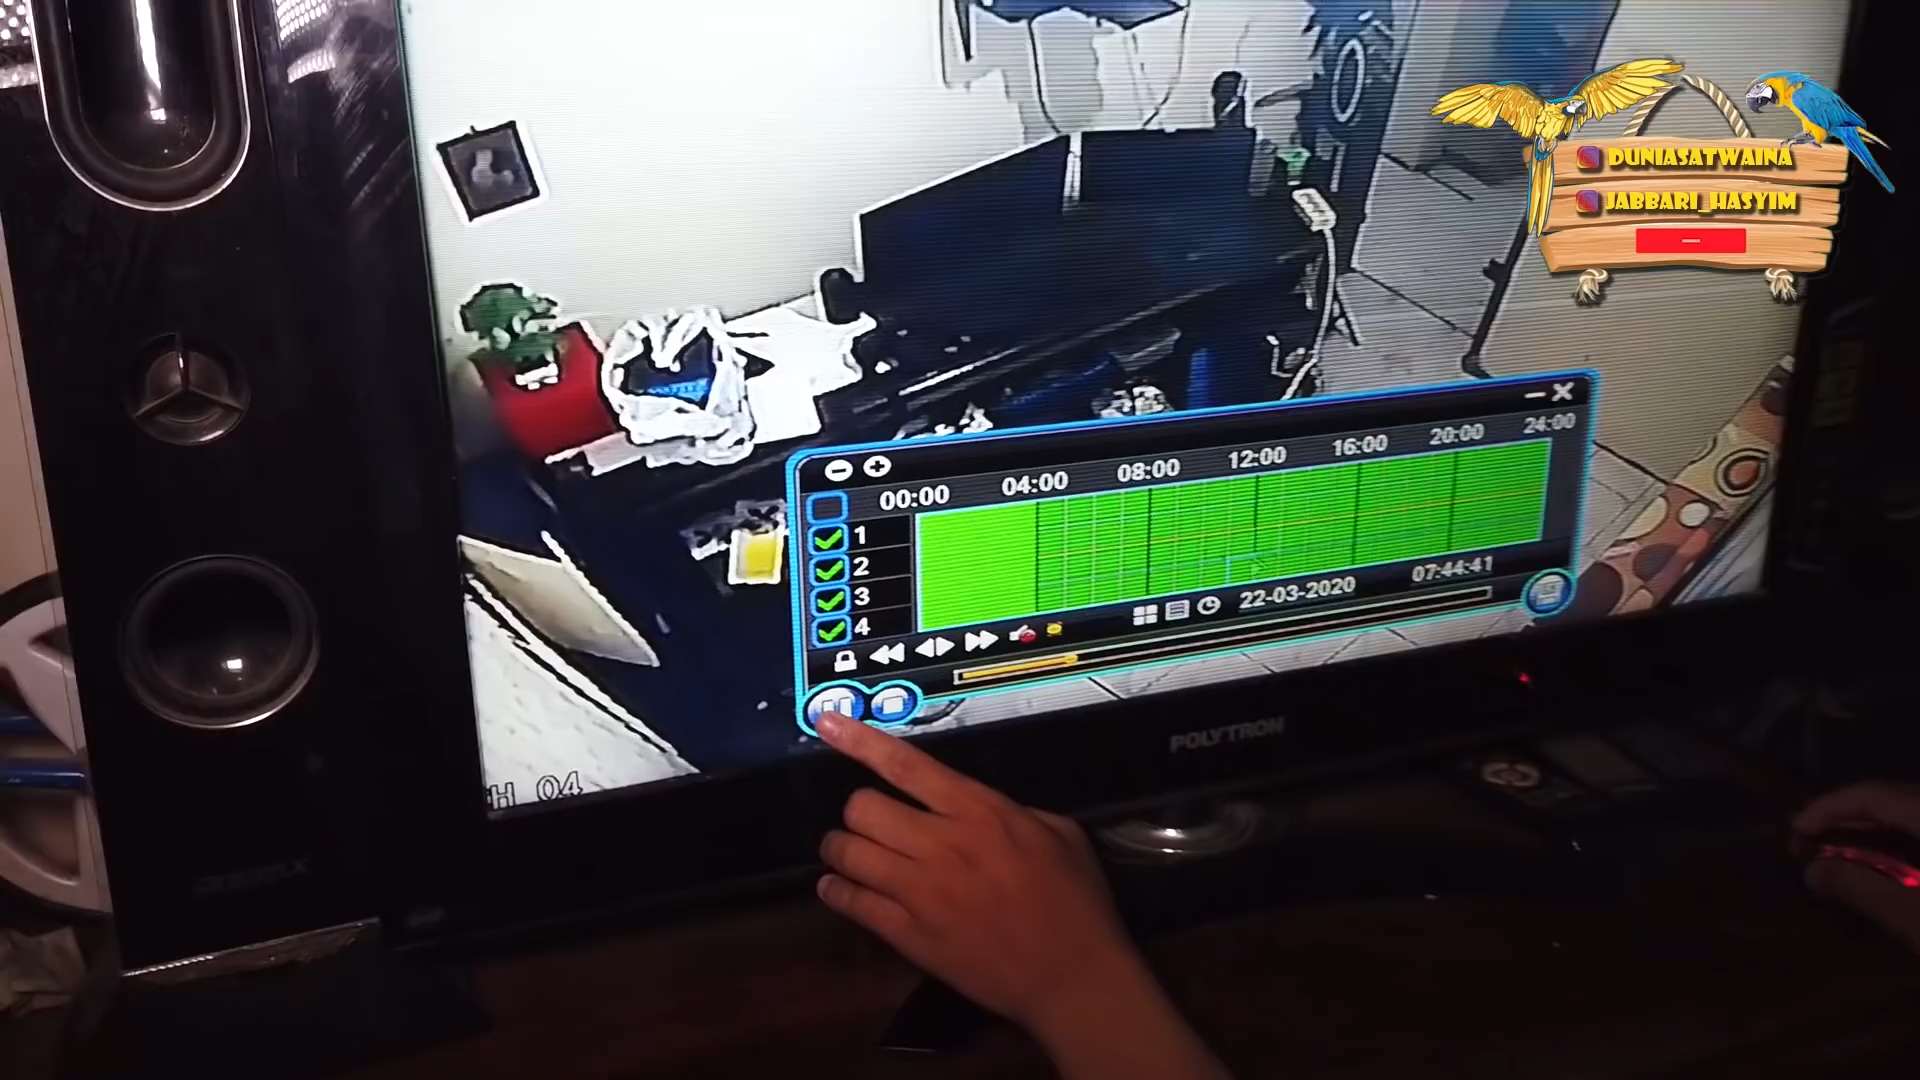 DUNIASATWAINA
JABBARI_HASYIM
00:00 04:00 08:00 12:00 16:00 20:00 24:00
1
2
3
4
22-03-2020 07:44:41
H 04
POLYTRON